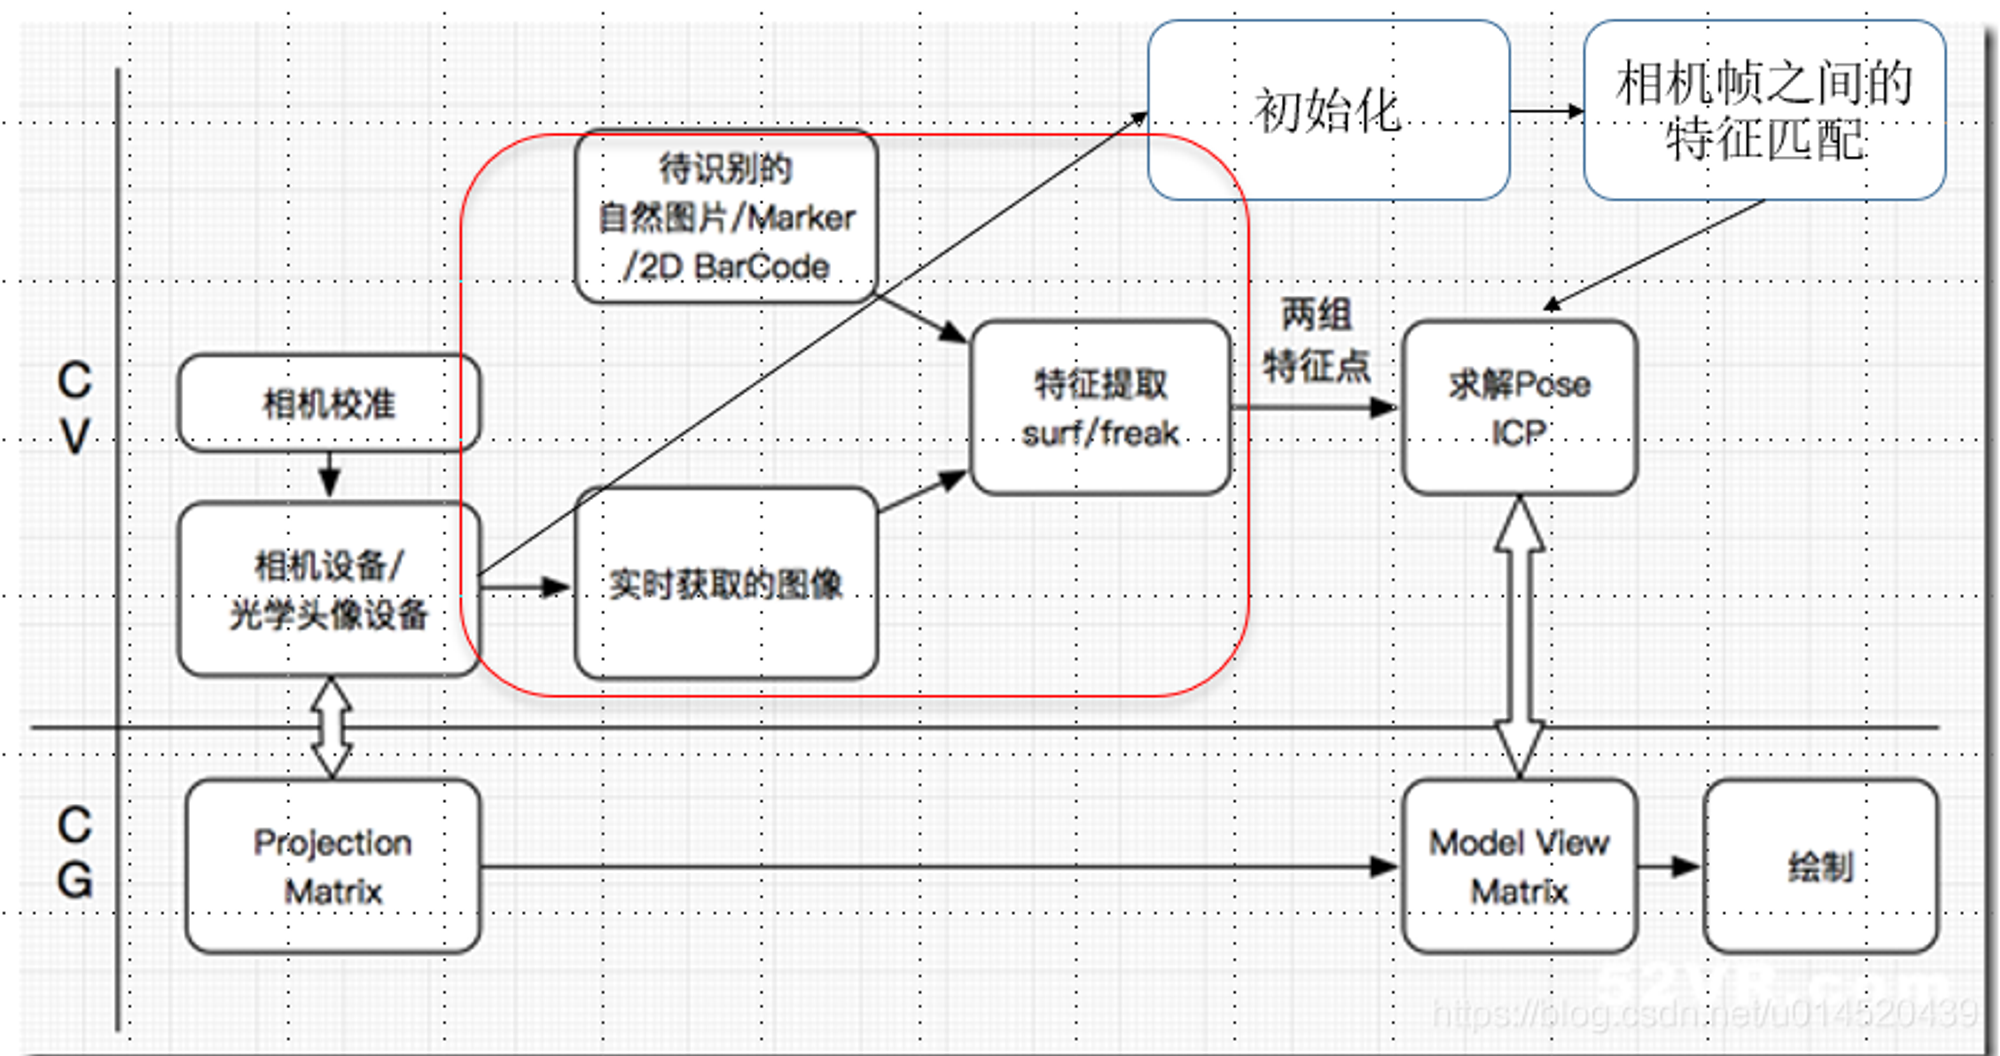 初始化
相机帧之间的
特征匹配
待识别的
自然图片/Marker
/2D BarCode
两组
特征点
C
V
相机校准
特征提取
surf/freak
求解Pose
ICP
相机设备/
光学头像设备
实时获取的图像
C
G
Projection
Matrix
Model View
Matrix
绘制
52VR.com
https://blog.csdn.net/u014520439